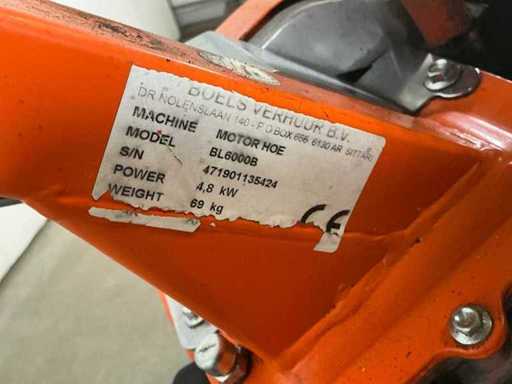 BOELS VERHUUR B.V.
DR NOLENSLAAN 140 - P O BOX 656 6130 AR SITTARD
MACHINE MOTOR HOE
MODEL BL6000B
S/N 471901135424
POWER 4,8 kW
WEIGHT 69 kg
CE